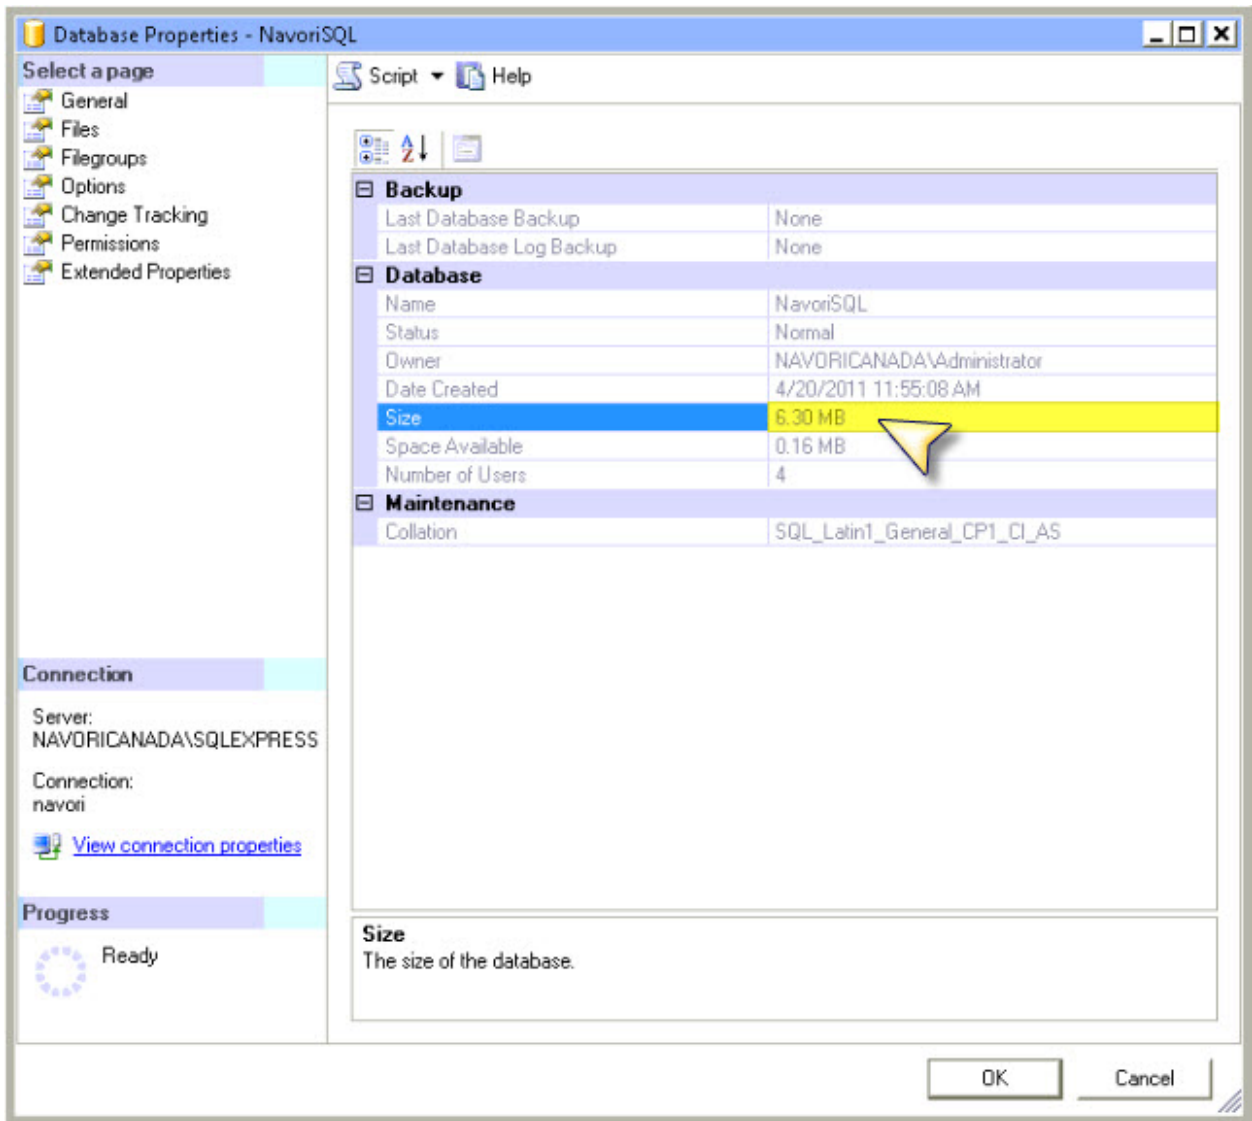 Database Properties - NavoriSQL
Select a page
General
Files
Filegroups
Options
Change Tracking
Permissions
Extended Properties
Script Help
Backup
Last Database Backup None
Last Database Log Backup None
Database
Name NavoriSQL
Status Normal
Owner NAVORICANADA\Administrator
Date Created 4/20/2011 11:55:08 AM
Size 6.30 MB
Space Available 0.16 MB
Number of Users 4
Maintenance
Collation SQL_Latin1_General_CP1_CI_AS
Connection
Server:
NAVORICANADA\SQLEXPRESS
Connection:
navori
View connection properties
Progress
Ready
Size
The size of the database.
OK Cancel